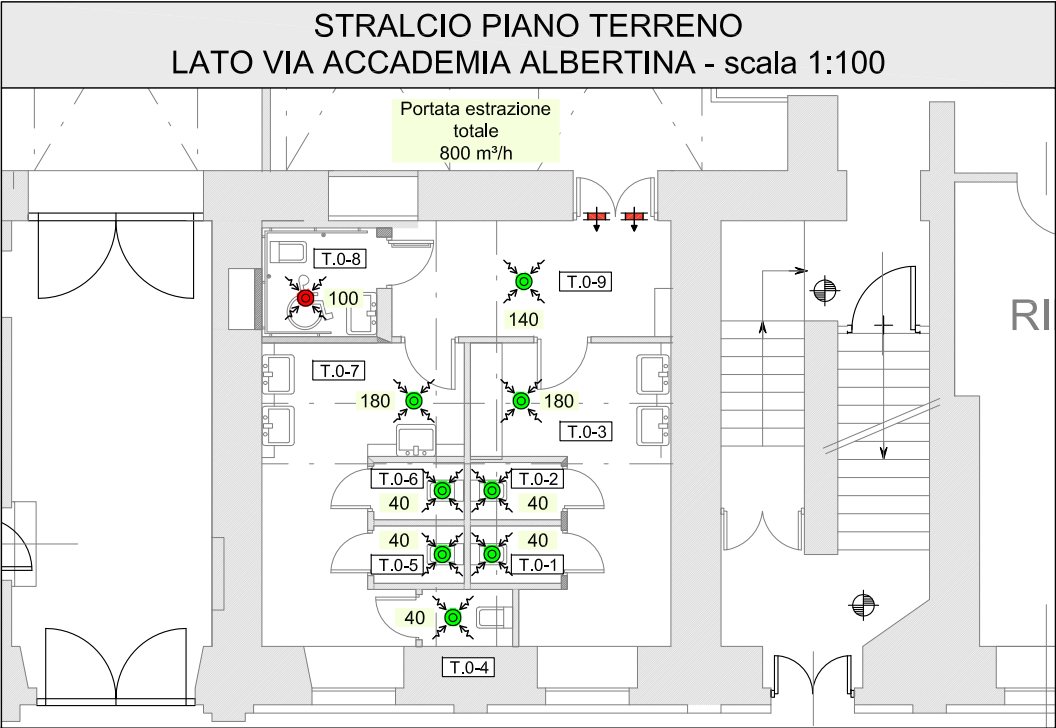 STRALCIO PIANO TERRENO
LATO VIA ACCADEMIA ALBERTINA - scala 1:100
Portata estrazione
totale
800 m³/h
T.0-8
100
T.0-9
140
RI
T.0-7
180
180
T.0-3
T.0-6
T.0-2
40
40
40
40
T.0-5
T.0-1
40
T.0-4